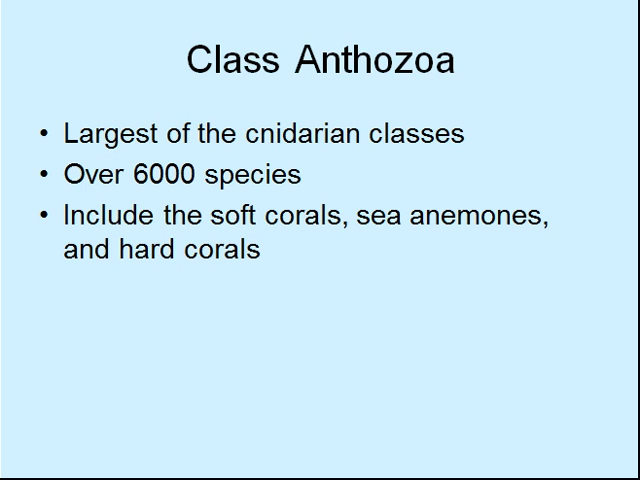 Class Anthozoa
• Largest of the cnidarian classes
• Over 6000 species
• Include the soft corals, sea anemones,
and hard corals